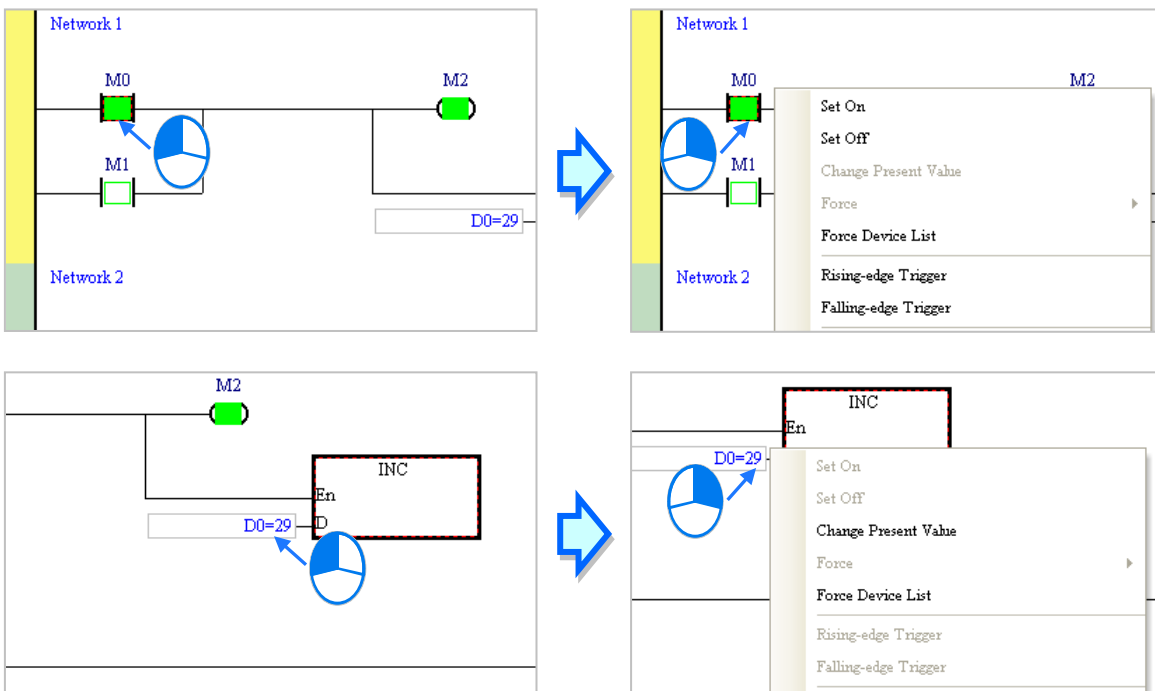 Network 1
M0
M2
M1
D0=29
Network 2
Network 1
M0
M2
M1
Network 2
Set On
Set Off
Change Present Value
Force
Force Device List
Rising-edge Trigger
Falling-edge Trigger
M2
INC
En
D0=29
D
INC
En
D0=29
Set On
Set Off
Change Present Value
Force
Force Device List
Rising-edge Trigger
Falling-edge Trigger